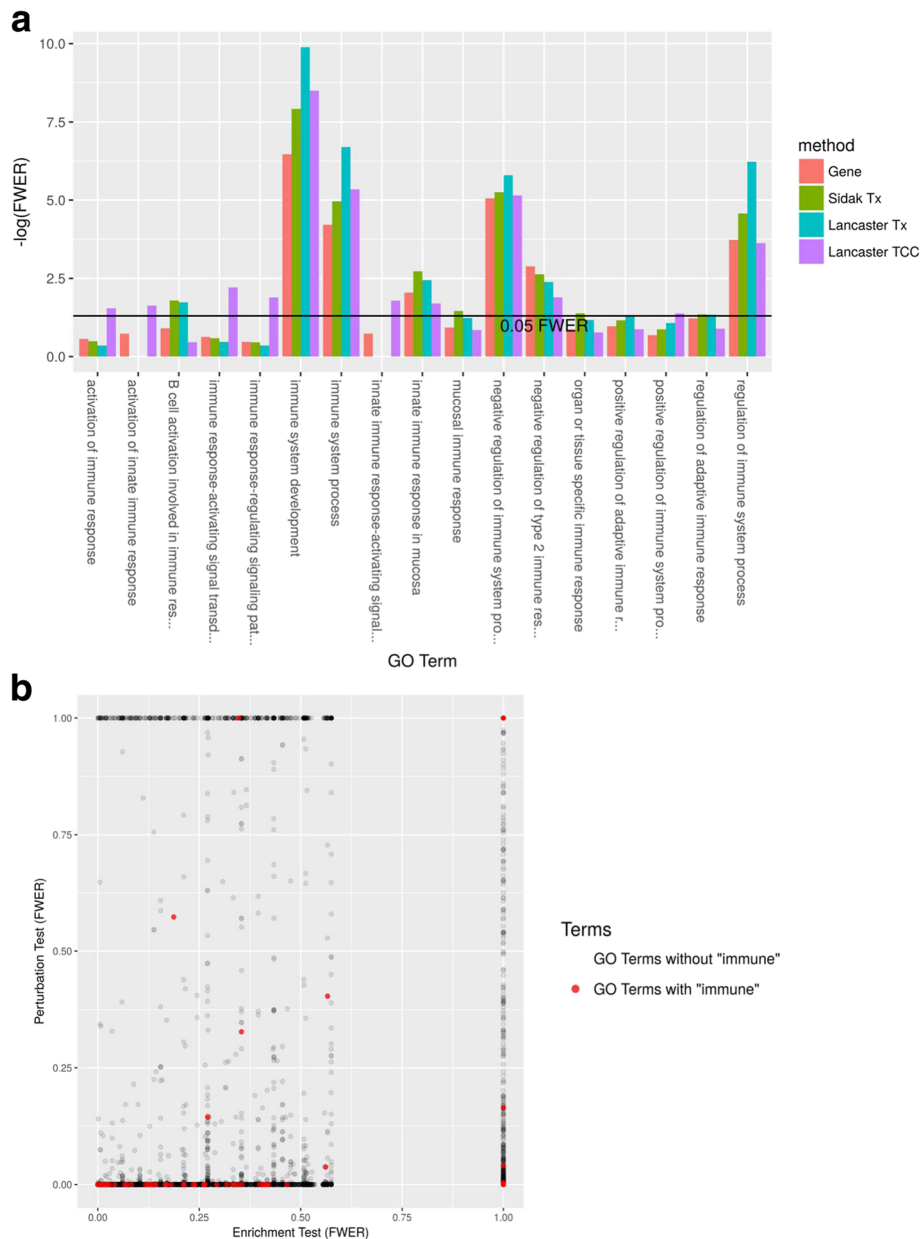 a
10.0
7.5
5.0
2.5
0.0
-log(FWER)
0.05 FWER
activation of immune response
activation of innate immune response
B cell activation involved in immune res...
immune response-activating signal transd...
immune response-regulating signaling pat...
immune system development
immune system process
innate immune response-activating signal...
innate immune response in mucosa
mucosal immune response
negative regulation of immune system pro...
negative regulation of type 2 immune res...
organ or tissue specific immune response
positive regulation of adaptive immune r...
positive regulation of immune system pro...
regulation of adaptive immune response
regulation of immune system process
GO Term
method
Gene
Sidak Tx
Lancaster Tx
Lancaster TCC
b
1.00
0.75
0.50
0.25
0.00
Perturbation Test (FWER)
0.00 0.25 0.50 0.75 1.00
Enrichment Test (FWER)
Terms
GO Terms without "immune"
GO Terms with "immune"